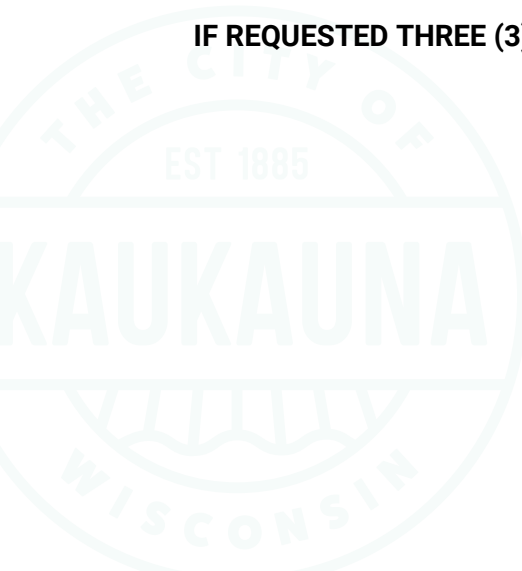 IF REQUESTED THREE (3)
THE CITY OF
EST 1885
KAUKAUNA
WISCONSIN